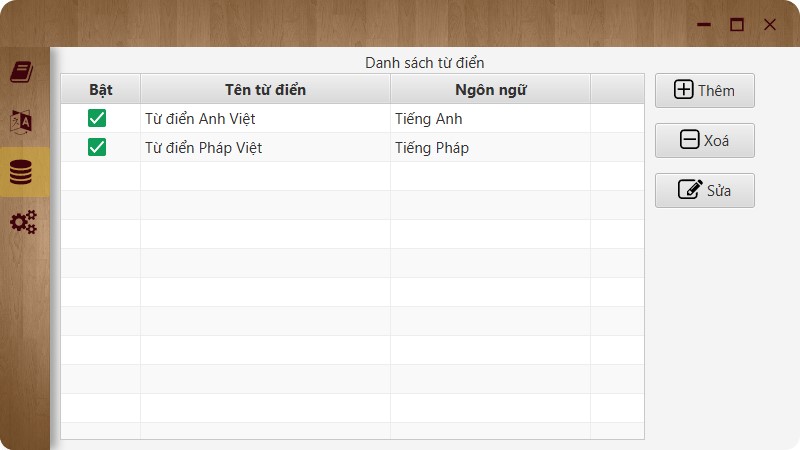 Danh sách từ điển
Bật Tên từ điển Ngôn ngữ
Từ điển Anh Việt Tiếng Anh
Từ điển Pháp Việt Tiếng Pháp
Thêm
Xoá
Sửa